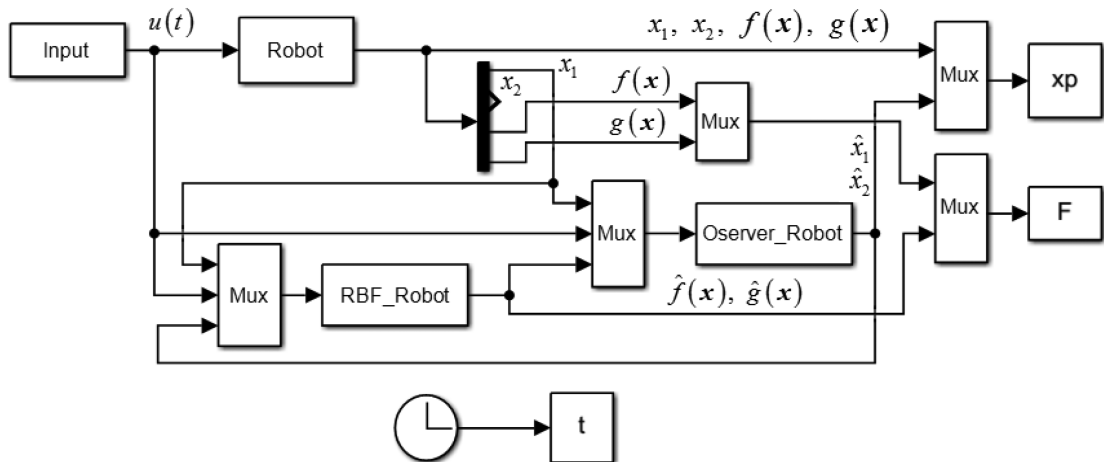 u(t)
Input
Robot
x₁, x₂, f(x), g(x)
Mux
xp
x₁
x₂
f(x)
g(x)
Mux
x̂₁
x̂₂
Mux
F
Mux
Oserver_Robot
Mux
RBF_Robot
f̂(x), ĝ(x)
t